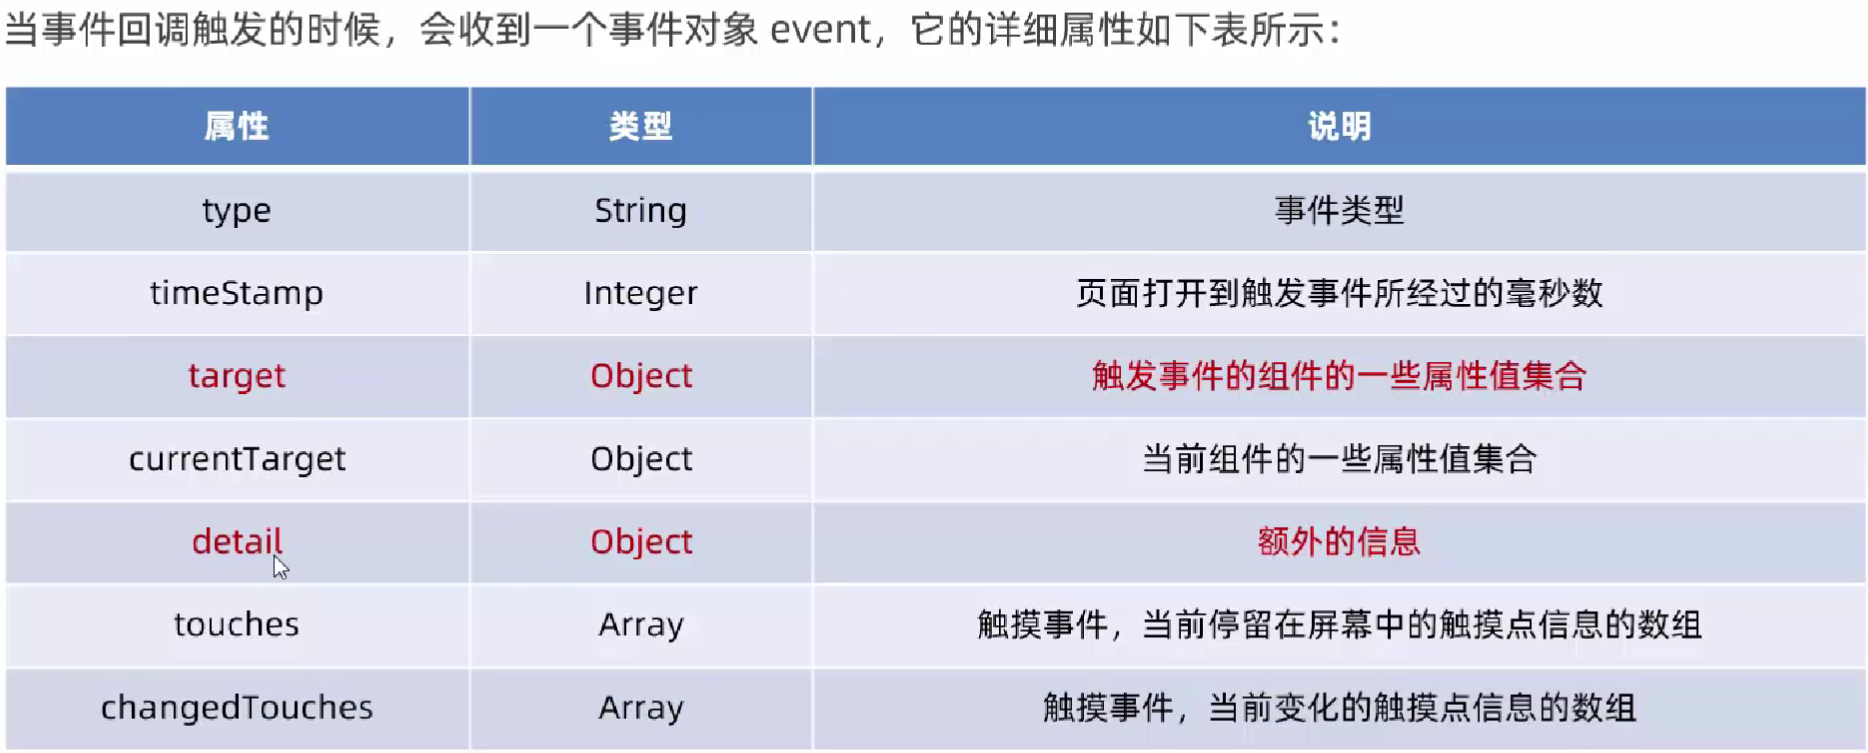 当事件回调触发的时候，会收到一个事件对象 event，它的详细属性如下表所示：
属性 类型 说明
type String 事件类型
timeStamp Integer 页面打开到触发事件所经过的毫秒数
target Object 触发事件的组件的一些属性值集合
currentTarget Object 当前组件的一些属性值集合
detail Object 额外的信息
touches Array 触摸事件，当前停留在屏幕中的触摸点信息的数组
changedTouches Array 触摸事件，当前变化的触摸点信息的数组